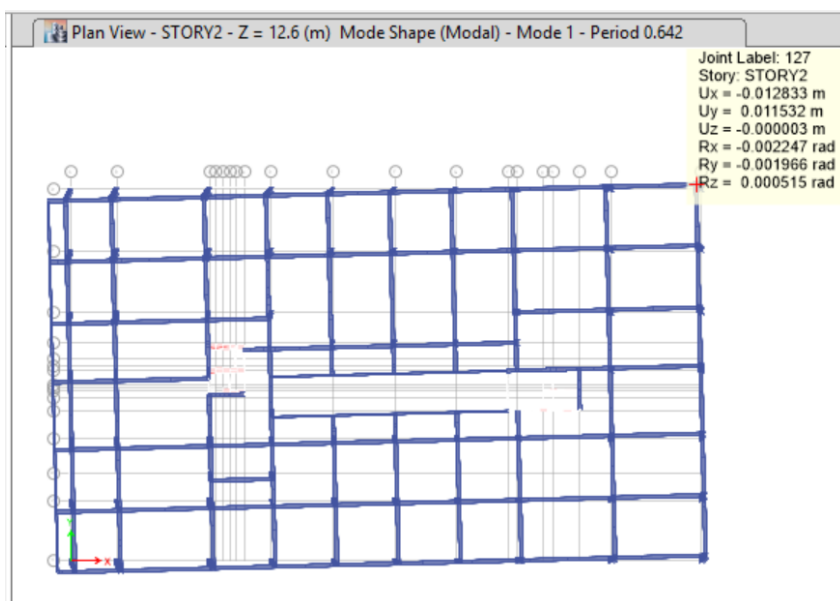 Plan View - STORY2 - Z = 12.6 (m) Mode Shape (Modal) - Mode 1 - Period 0.642
Joint Label: 127
Story: STORY2
Ux = -0.012833 m
Uy = 0.011532 m
Uz = -0.000003 m
Rx = -0.002247 rad
Ry = -0.001966 rad
Rz = 0.000515 rad
Y
X